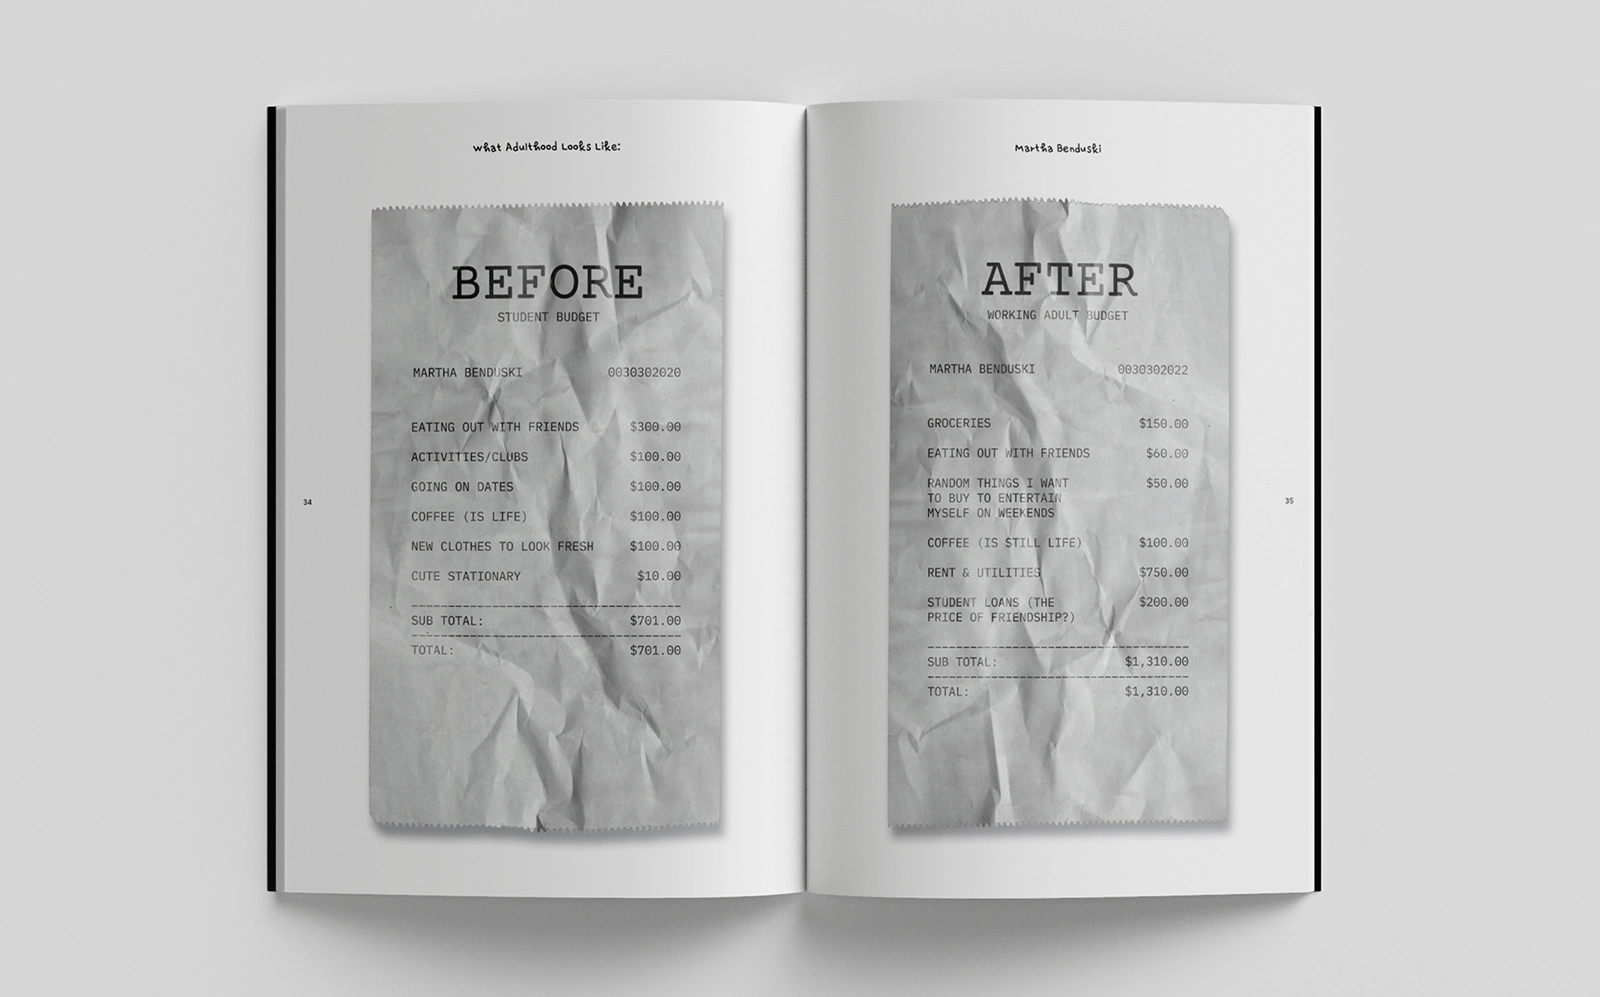 what Adulthood Looks Like:
BEFORE
STUDENT BUDGET
MARTHA BENDUSKI 0030302020
EATING OUT WITH FRIENDS $300.00
ACTIVITIES/CLUBS $100.00
GOING ON DATES $100.00
COFFEE (IS LIFE) $100.00
NEW CLOTHES TO LOOK FRESH $100.00
CUTE STATIONARY $10.00
SUB TOTAL: $701.00
TOTAL: $701.00
34
Martha Benduski
AFTER
WORKING ADULT BUDGET
MARTHA BENDUSKI 0030302022
GROCERIES $150.00
EATING OUT WITH FRIENDS $60.00
RANDOM THINGS I WANT $50.00
TO BUY TO ENTERTAIN
MYSELF ON WEEKENDS
COFFEE (IS STILL LIFE) $100.00
RENT & UTILITIES $750.00
STUDENT LOANS (THE $200.00
PRICE OF FRIENDSHIP?)
SUB TOTAL: $1,310.00
TOTAL: $1,310.00
35